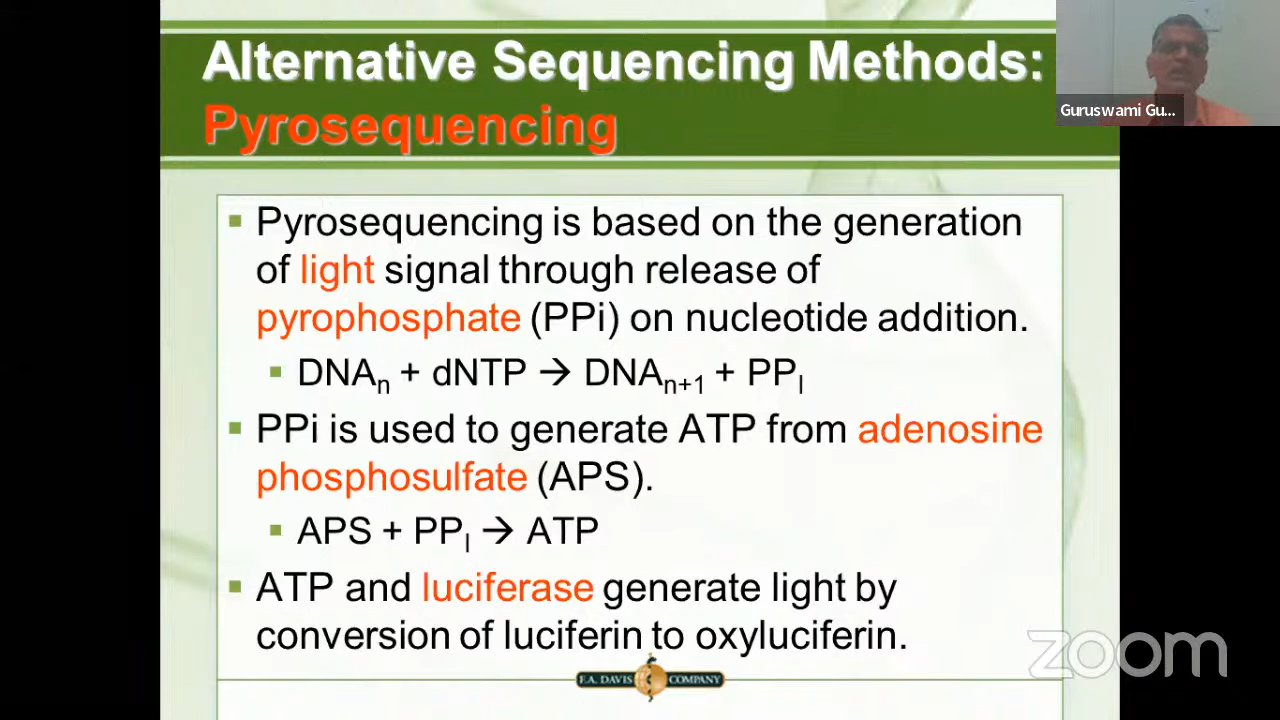 Alternative Sequencing Methods:
Pyrosequencing
Guruswami Gu...
▪ Pyrosequencing is based on the generation
of light signal through release of
pyrophosphate (PPi) on nucleotide addition.
▪ DNAn + dNTP → DNAn+1 + PPI
▪ PPi is used to generate ATP from adenosine
phosphosulfate (APS).
▪ APS + PPI → ATP
▪ ATP and luciferase generate light by
conversion of luciferin to oxyluciferin.
zoom
F.A. DAVIS COMPANY